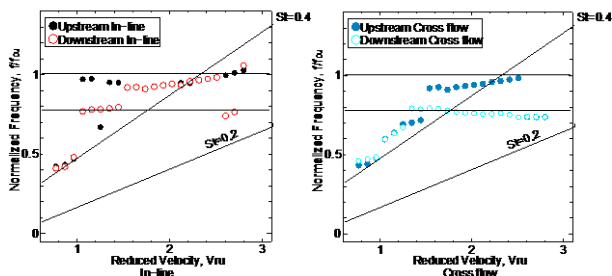 St=0.4
Upstream In-line
Downstream In-line
Normalized Frequency, f/fou
1
0.5
0
St=0.2
1
2
3
Reduced Velocity, Vru
In-line
St=0.4
Upstream Cross flow
Downstream Cross flow
Normalized Frequency, f/fou
1
0.5
0
St=0.2
1
2
3
Reduced Velocity, Vru
Cross flow